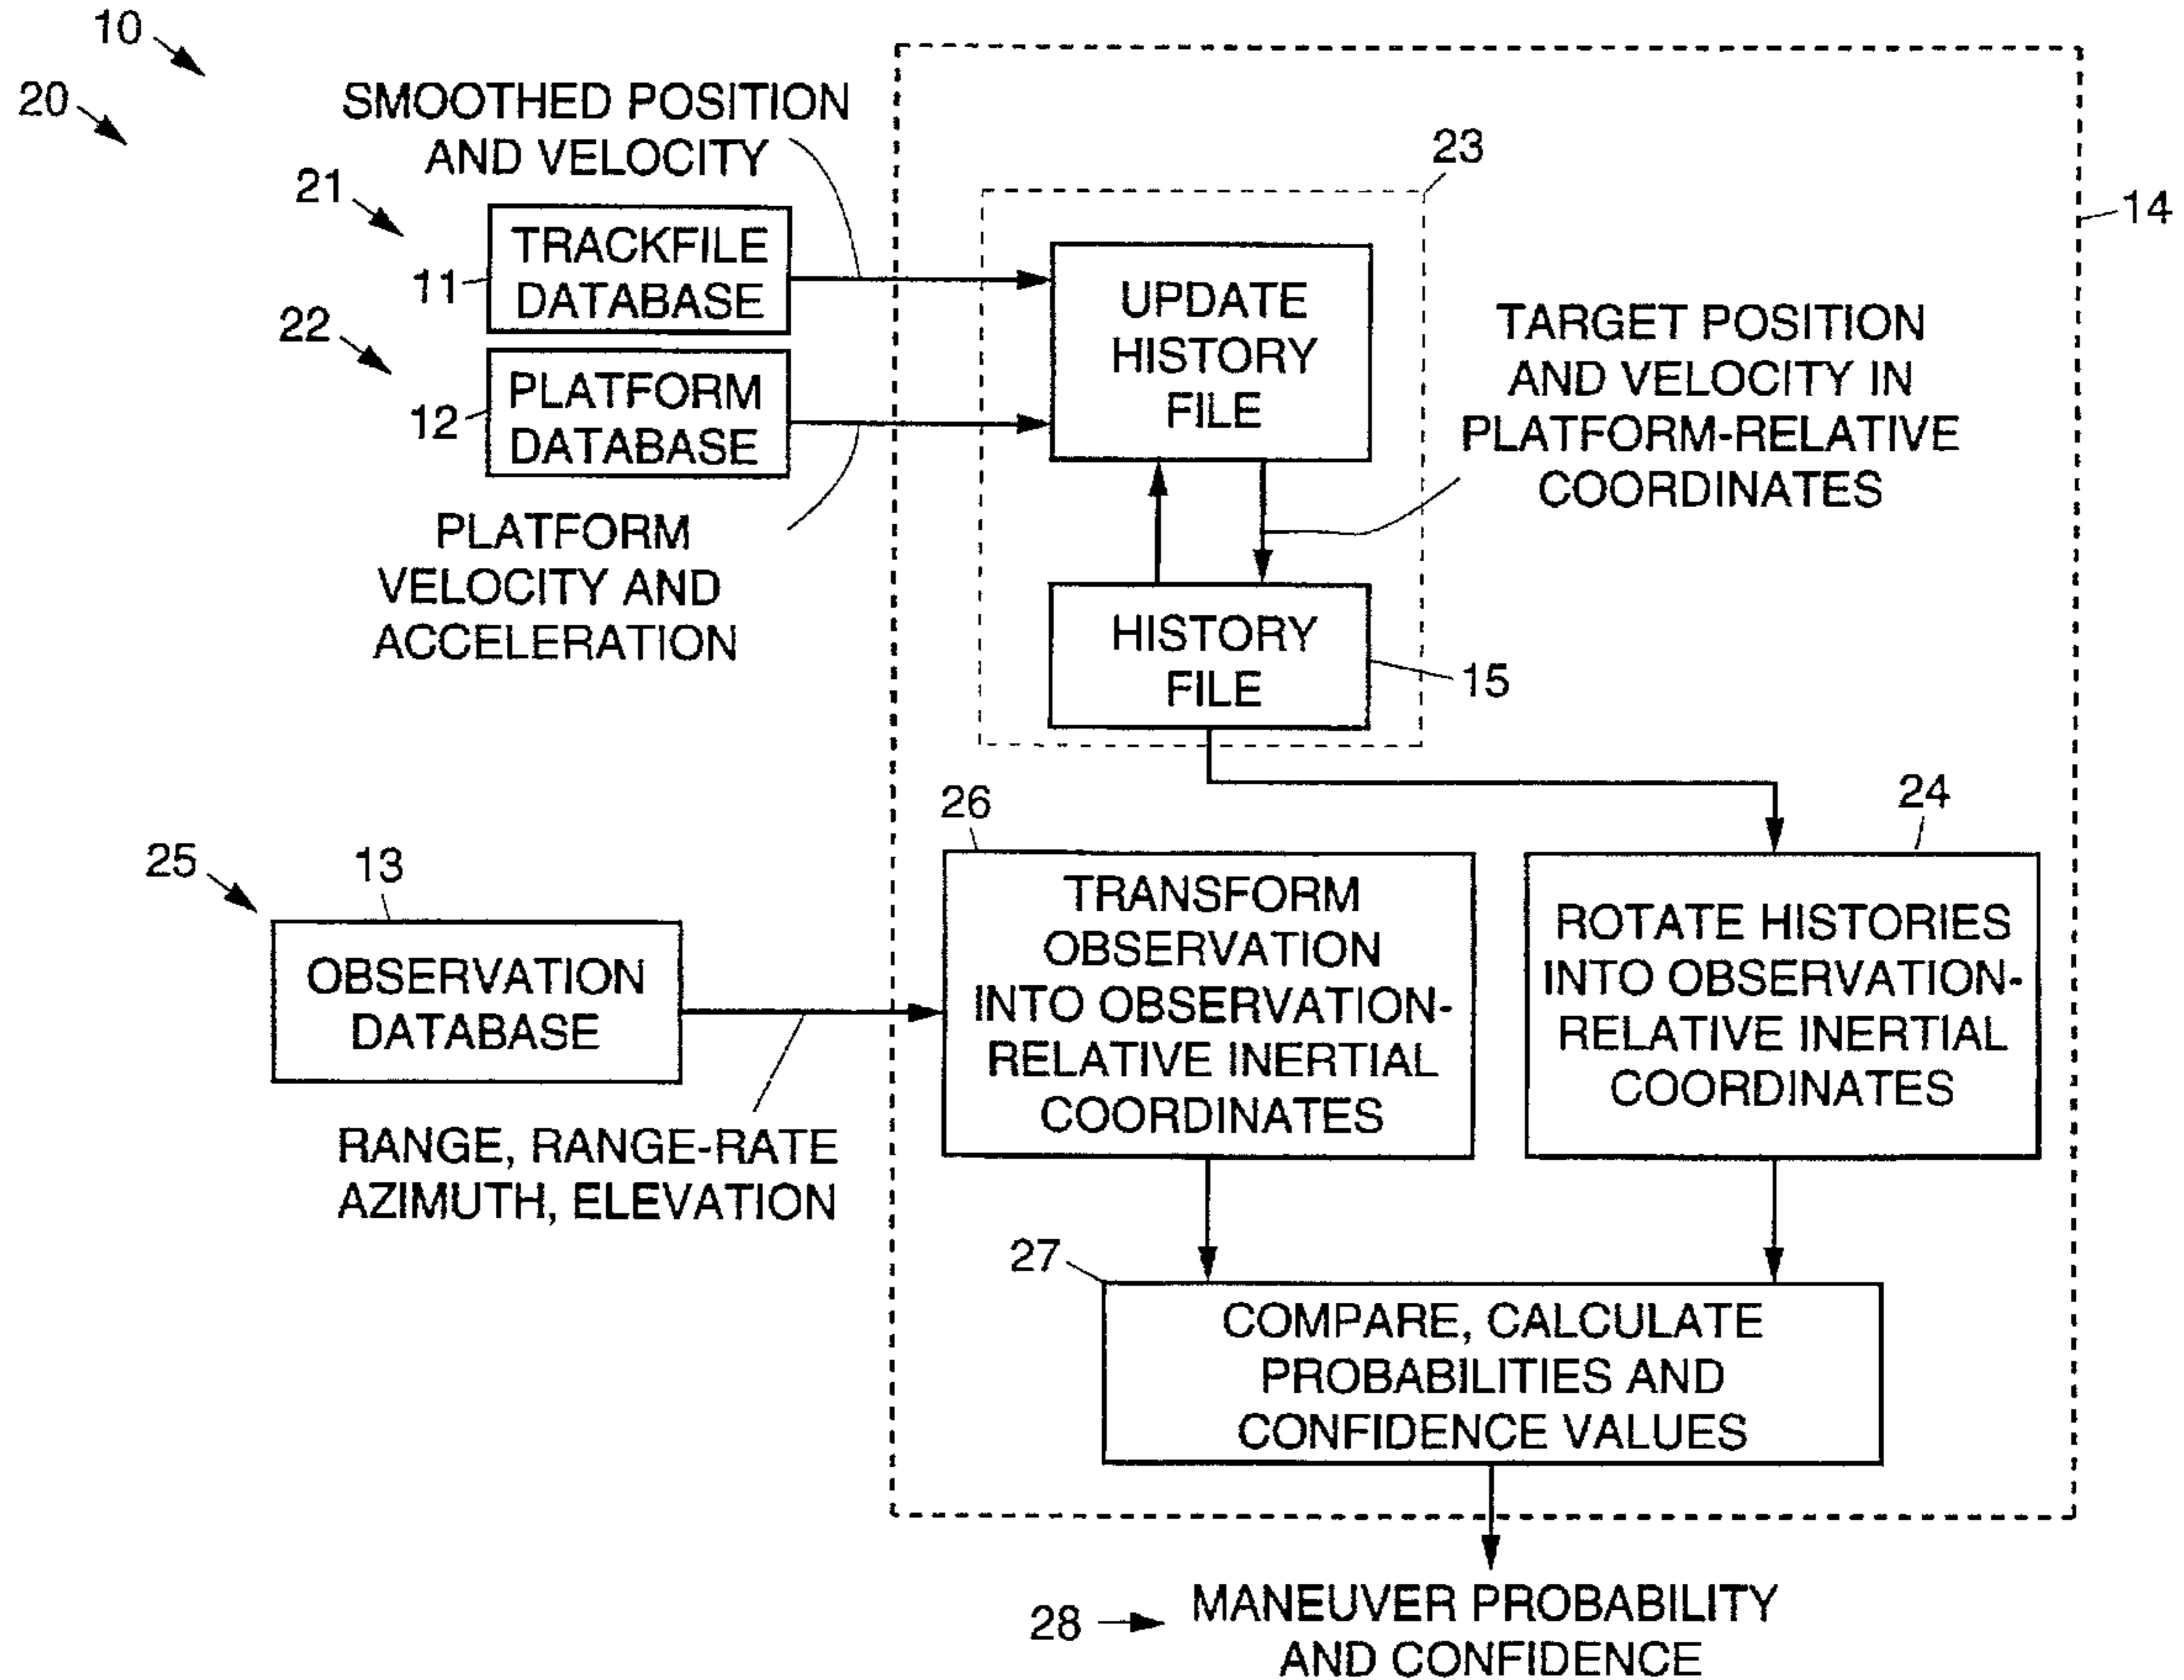 10
20
SMOOTHED POSITION
AND VELOCITY
21
TRACKFILE
DATABASE
11
22
PLATFORM
DATABASE
12
PLATFORM
VELOCITY AND
ACCELERATION
23
14
UPDATE
HISTORY
FILE
TARGET POSITION
AND VELOCITY IN
PLATFORM-RELATIVE
COORDINATES
HISTORY
FILE
15
25
13
OBSERVATION
DATABASE
RANGE, RANGE-RATE
AZIMUTH, ELEVATION
26
TRANSFORM
OBSERVATION
INTO OBSERVATION-
RELATIVE INERTIAL
COORDINATES
24
ROTATE HISTORIES
INTO OBSERVATION-
RELATIVE INERTIAL
COORDINATES
27
COMPARE, CALCULATE
PROBABILITIES AND
CONFIDENCE VALUES
28
MANEUVER PROBABILITY
AND CONFIDENCE